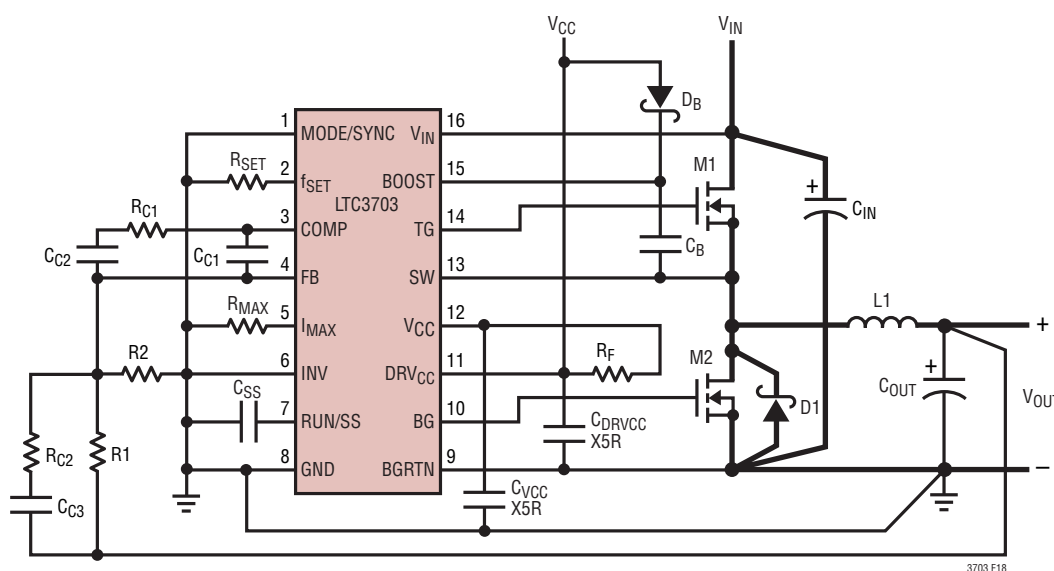 VCC
VIN
DB
1 MODE/SYNC VIN 16
RSET 2 fSET BOOST 15
LTC3703
RC1 3 COMP TG 14
M1
CIN
+
CC2 CC1 4 FB SW 13
CB
RMAX 5 IMAX VCC 12
L1
+
R2 6 INV DRVCC 11
RF
M2
CSS 7 RUN/SS BG 10
D1
COUT
+
VOUT
CDRVCC
X5R
RC2 R1 8 GND BGRTN 9
–
CC3
CVCC
X5R
3703 F18